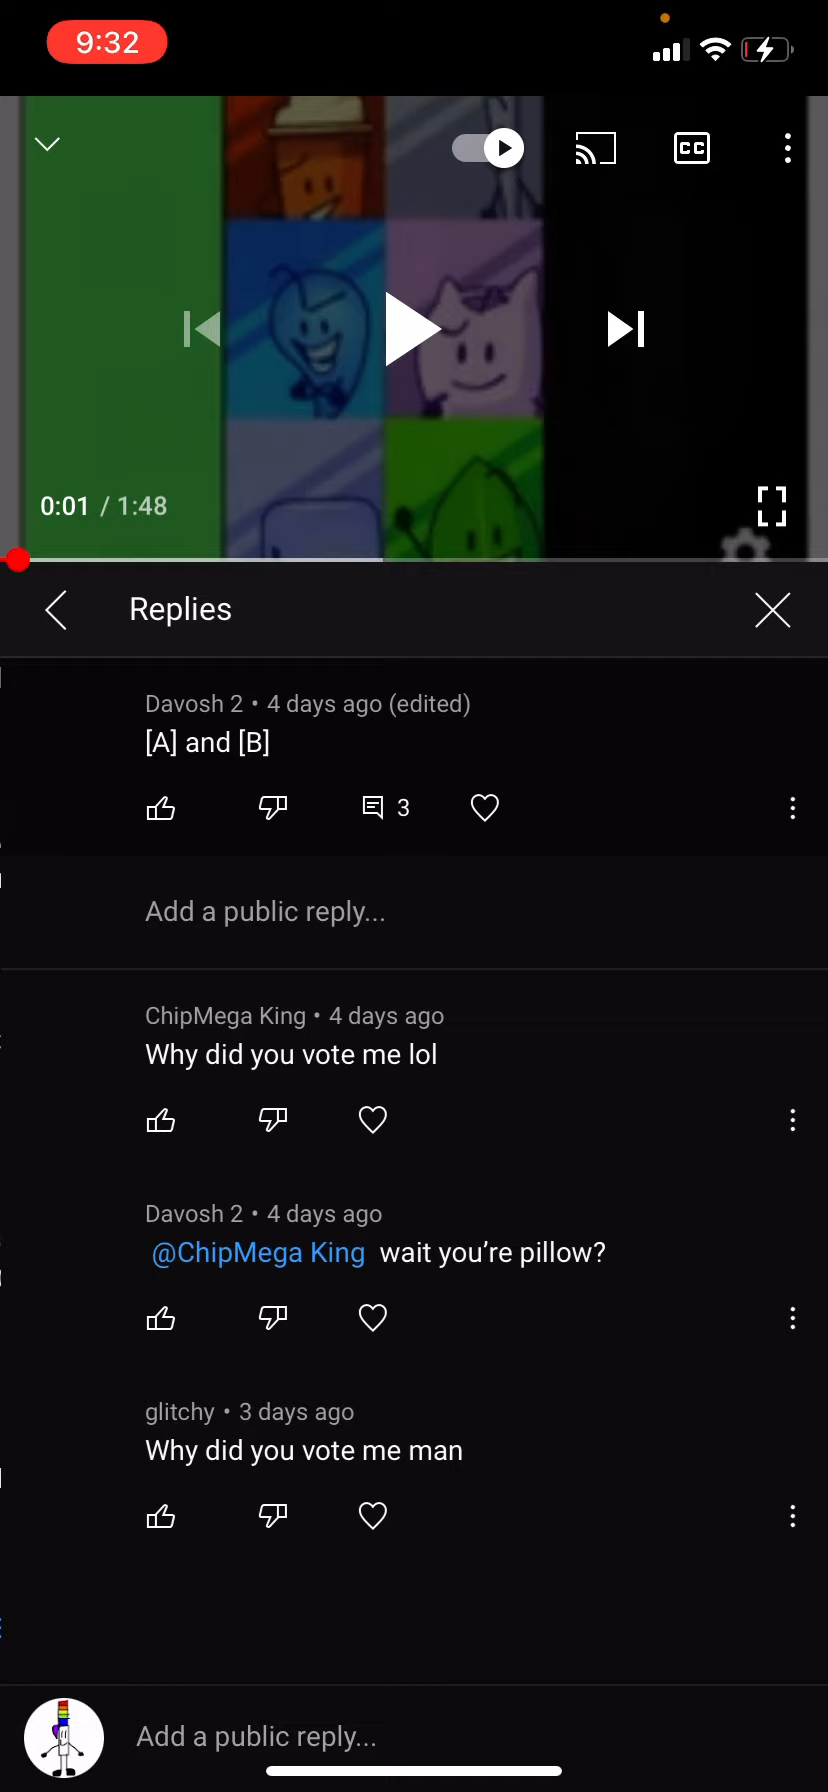 9:32
CC
0:01 / 1:48
Replies
Davosh 2 • 4 days ago (edited)
[A] and [B]
3
Add a public reply...
ChipMega King • 4 days ago
Why did you vote me lol
Davosh 2 • 4 days ago
@ChipMega King wait you’re pillow?
glitchy • 3 days ago
Why did you vote me man
Add a public reply...